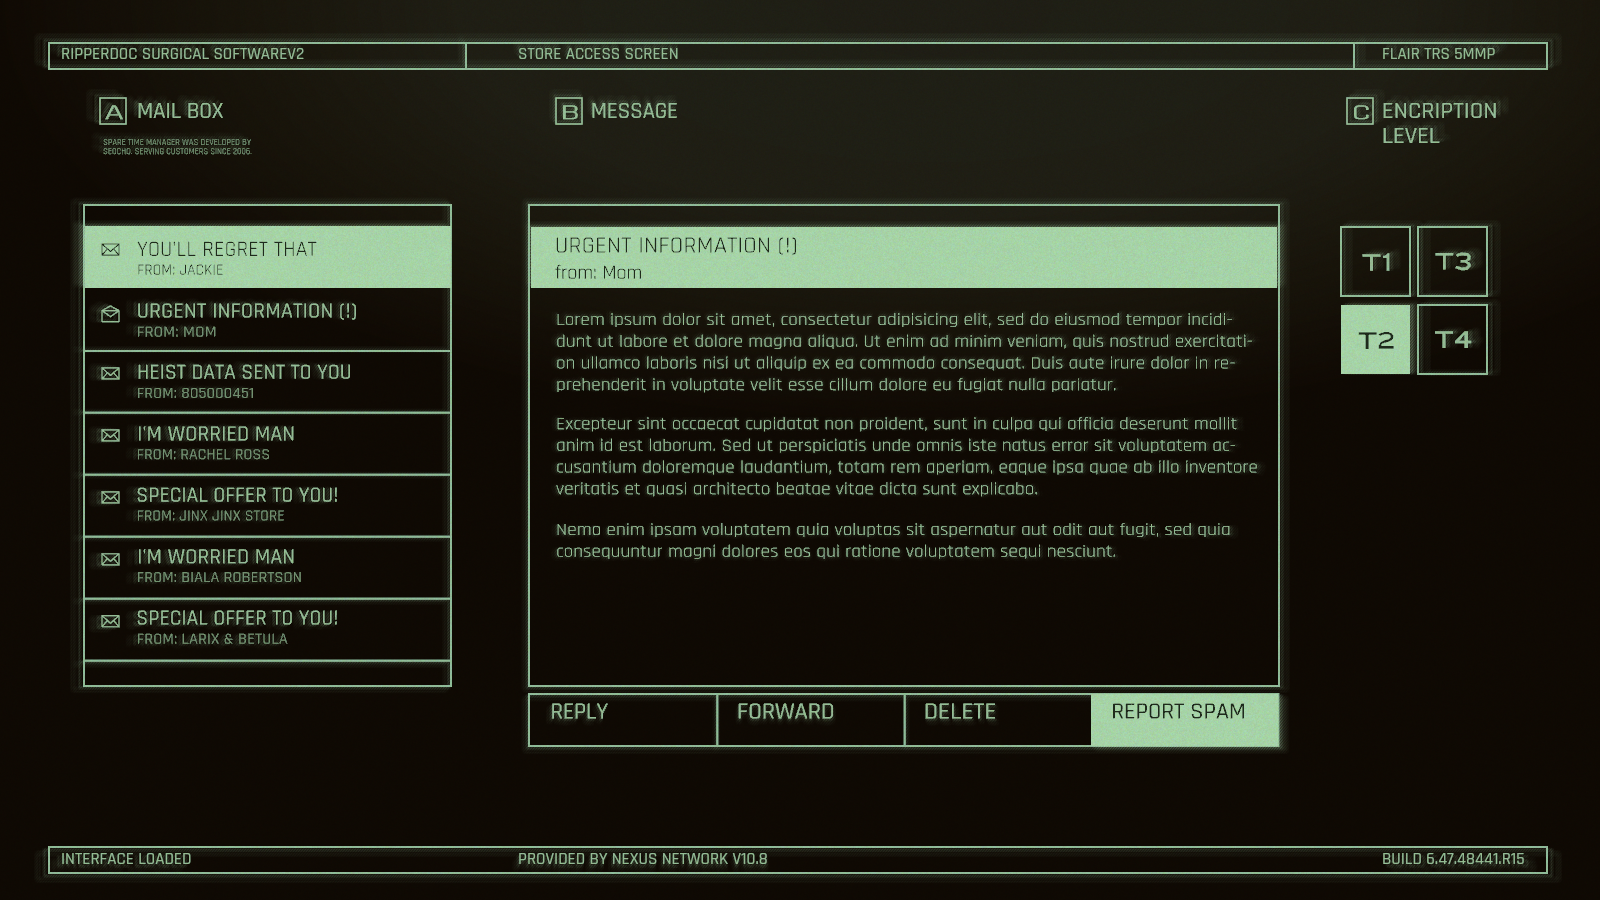 RIPPERDOC SURGICAL SOFTWAREV2
STORE ACCESS SCREEN
FLAIR TRS 5MMP
A MAIL BOX
SPARE TIME MANAGER WAS DEVELOPED BY
SEOCHO. SERVING CUSTOMERS SINCE 2006.
B MESSAGE
C ENCRIPTION
LEVEL
YOU'LL REGRET THAT
FROM: JACKIE
URGENT INFORMATION (!)
FROM: MOM
HEIST DATA SENT TO YOU
FROM: 805000451
I'M WORRIED MAN
FROM: RACHEL ROSS
SPECIAL OFFER TO YOU!
FROM: JINX JINX STORE
I'M WORRIED MAN
FROM: BIALA ROBERTSON
SPECIAL OFFER TO YOU!
FROM: LARIX & BETULA
URGENT INFORMATION (!)
from: Mom
Lorem ipsum dolor sit amet, consectetur adipisicing elit, sed do eiusmod tempor incidi-
dunt ut labore et dolore magna aliqua. Ut enim ad minim veniam, quis nostrud exercitati-
on ullamco laboris nisi ut aliquip ex ea commodo consequat. Duis aute irure dolor in re-
prehenderit in voluptate velit esse cillum dolore eu fugiat nulla pariatur.
Excepteur sint occaecat cupidatat non proident, sunt in culpa qui officia deserunt mollit
anim id est laborum. Sed ut perspiciatis unde omnis iste natus error sit voluptatem ac-
cusantium doloremque laudantium, totam rem aperiam, eaque ipsa quae ab illo inventore
veritatis et quasi architecto beatae vitae dicta sunt explicabo.
Nemo enim ipsam voluptatem quia voluptas sit aspernatur aut odit aut fugit, sed quia
consequuntur magni dolores eos qui ratione voluptatem sequi nesciunt.
REPLY
FORWARD
DELETE
REPORT SPAM
T1
T3
T2
T4
INTERFACE LOADED
PROVIDED BY NEXUS NETWORK V10.8
BUILD 6.47.48441.R15